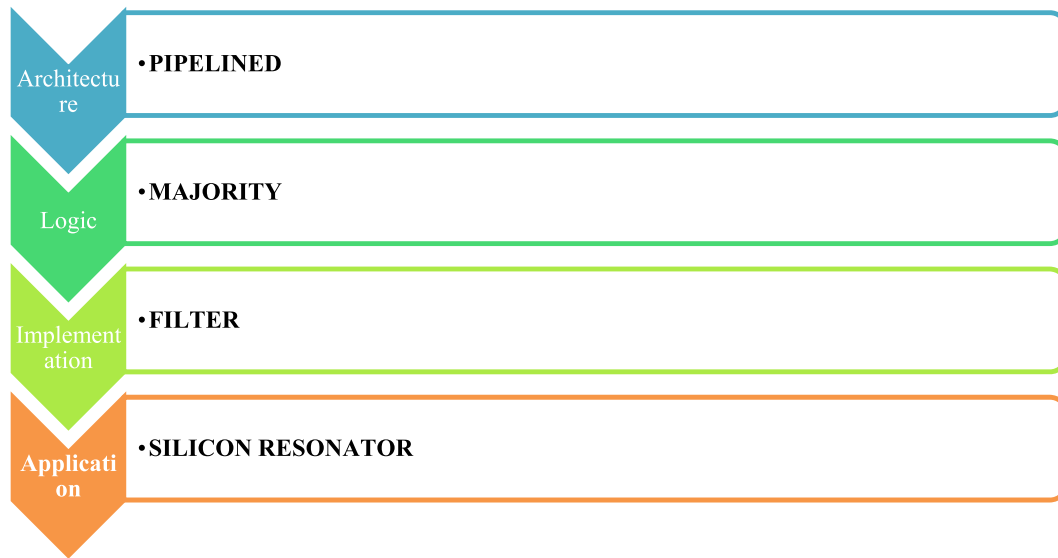 Architectu
re
•PIPELINED
Logic
•MAJORITY
Implement
ation
•FILTER
Applicati
on
•SILICON RESONATOR